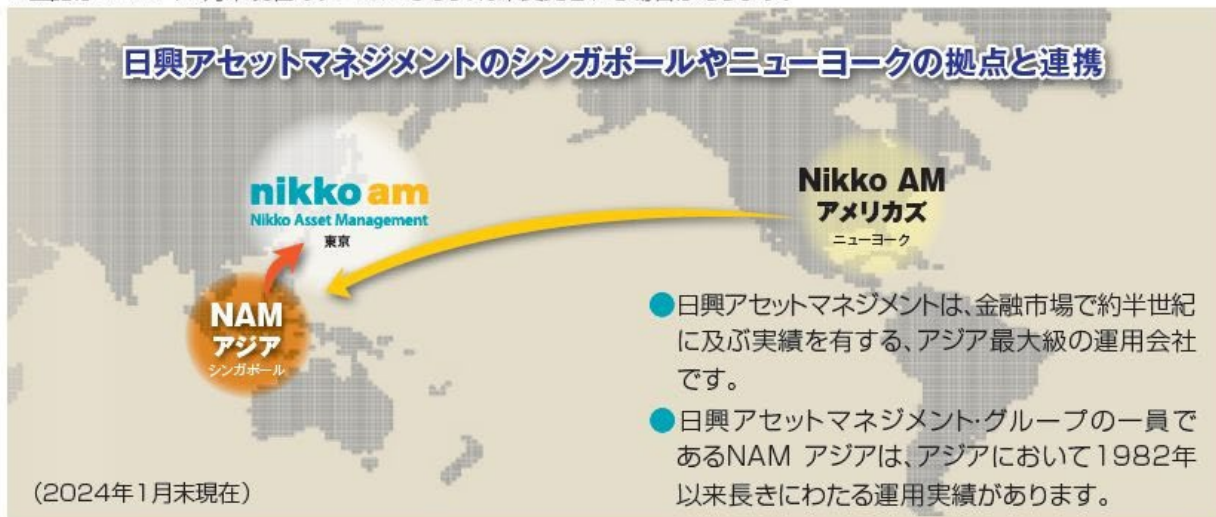 日興アセットマネジメントのシンガポールやニューヨークの拠点と連携
nikko am
Nikko Asset Management
東京
Nikko AM
アメリカズ
ニューヨーク
NAM
アジア
シンガポール
●日興アセットマネジメントは、金融市場で約半世紀
に及ぶ実績を有する、アジア最大級の運用会社
です。
●日興アセットマネジメント・グループの一員で
あるNAM アジアは、アジアにおいて1982年
以来長きにわたる運用実績があります。
(2024年1月末現在)